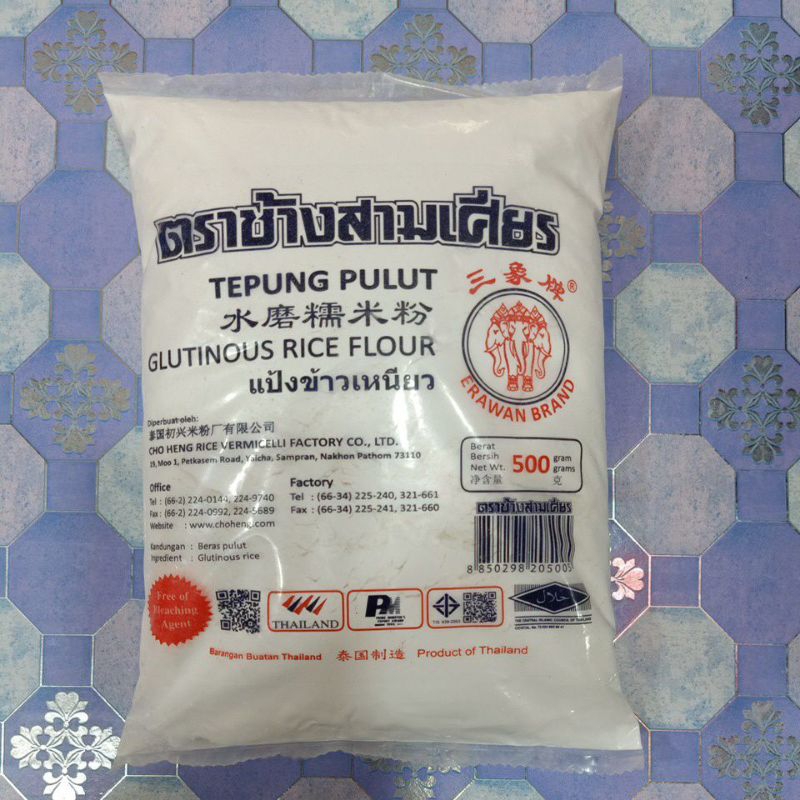 ตราช้างสามเศียร
TEPUNG PULUT
水磨糯米粉
GLUTINOUS RICE FLOUR
แป้งข้าวเหนียว
三象牌®
ERAWAN BRAND
Diperbuat oleh:
泰国初兴米粉厂有限公司
CHO HENG RICE VERMICELLI FACTORY CO., LTD.
19, Moo 1, Petkasem Road, Yaicha, Sampran, Nakhon Pathom 73110
Office
Tel : (66-2) 224-0144, 224-9740
Fax : (66-2) 224-0992, 224-5689
Website : www.choheng.com
Factory
Tel : (66-34) 225-240, 321-661
Fax : (66-34) 225-241, 321-660
Kandungan : Beras pulut
Ingredient : Glutinous rice
Berat
Bersih
Net Wt.
净含量
500
gram
grams
克
ตราช้างสามเศียร
8 850298 205005
Free of
Bleaching
Agent
THAILAND
PM
PRIME MINISTER'S
EXPORT AWARD
حلال
THE CENTRAL ISLAMIC COUNCIL OF THAILAND
Barangan Buatan Thailand 泰国制造 Product of Thailand